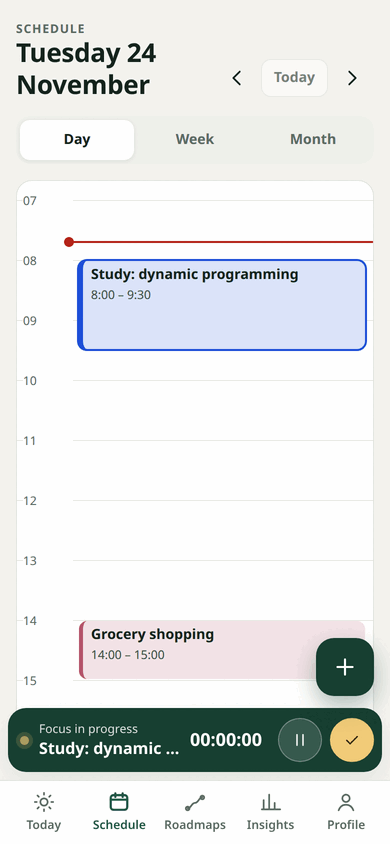 SCHEDULE
Tuesday 24
November
Today
Day
Week
Month
07
08
Study: dynamic programming
8:00 – 9:30
09
10
11
12
13
14
Grocery shopping
14:00 – 15:00
15
Focus in progress
Study: dynamic ...
00:00:00
Today
Schedule
Roadmaps
Insights
Profile